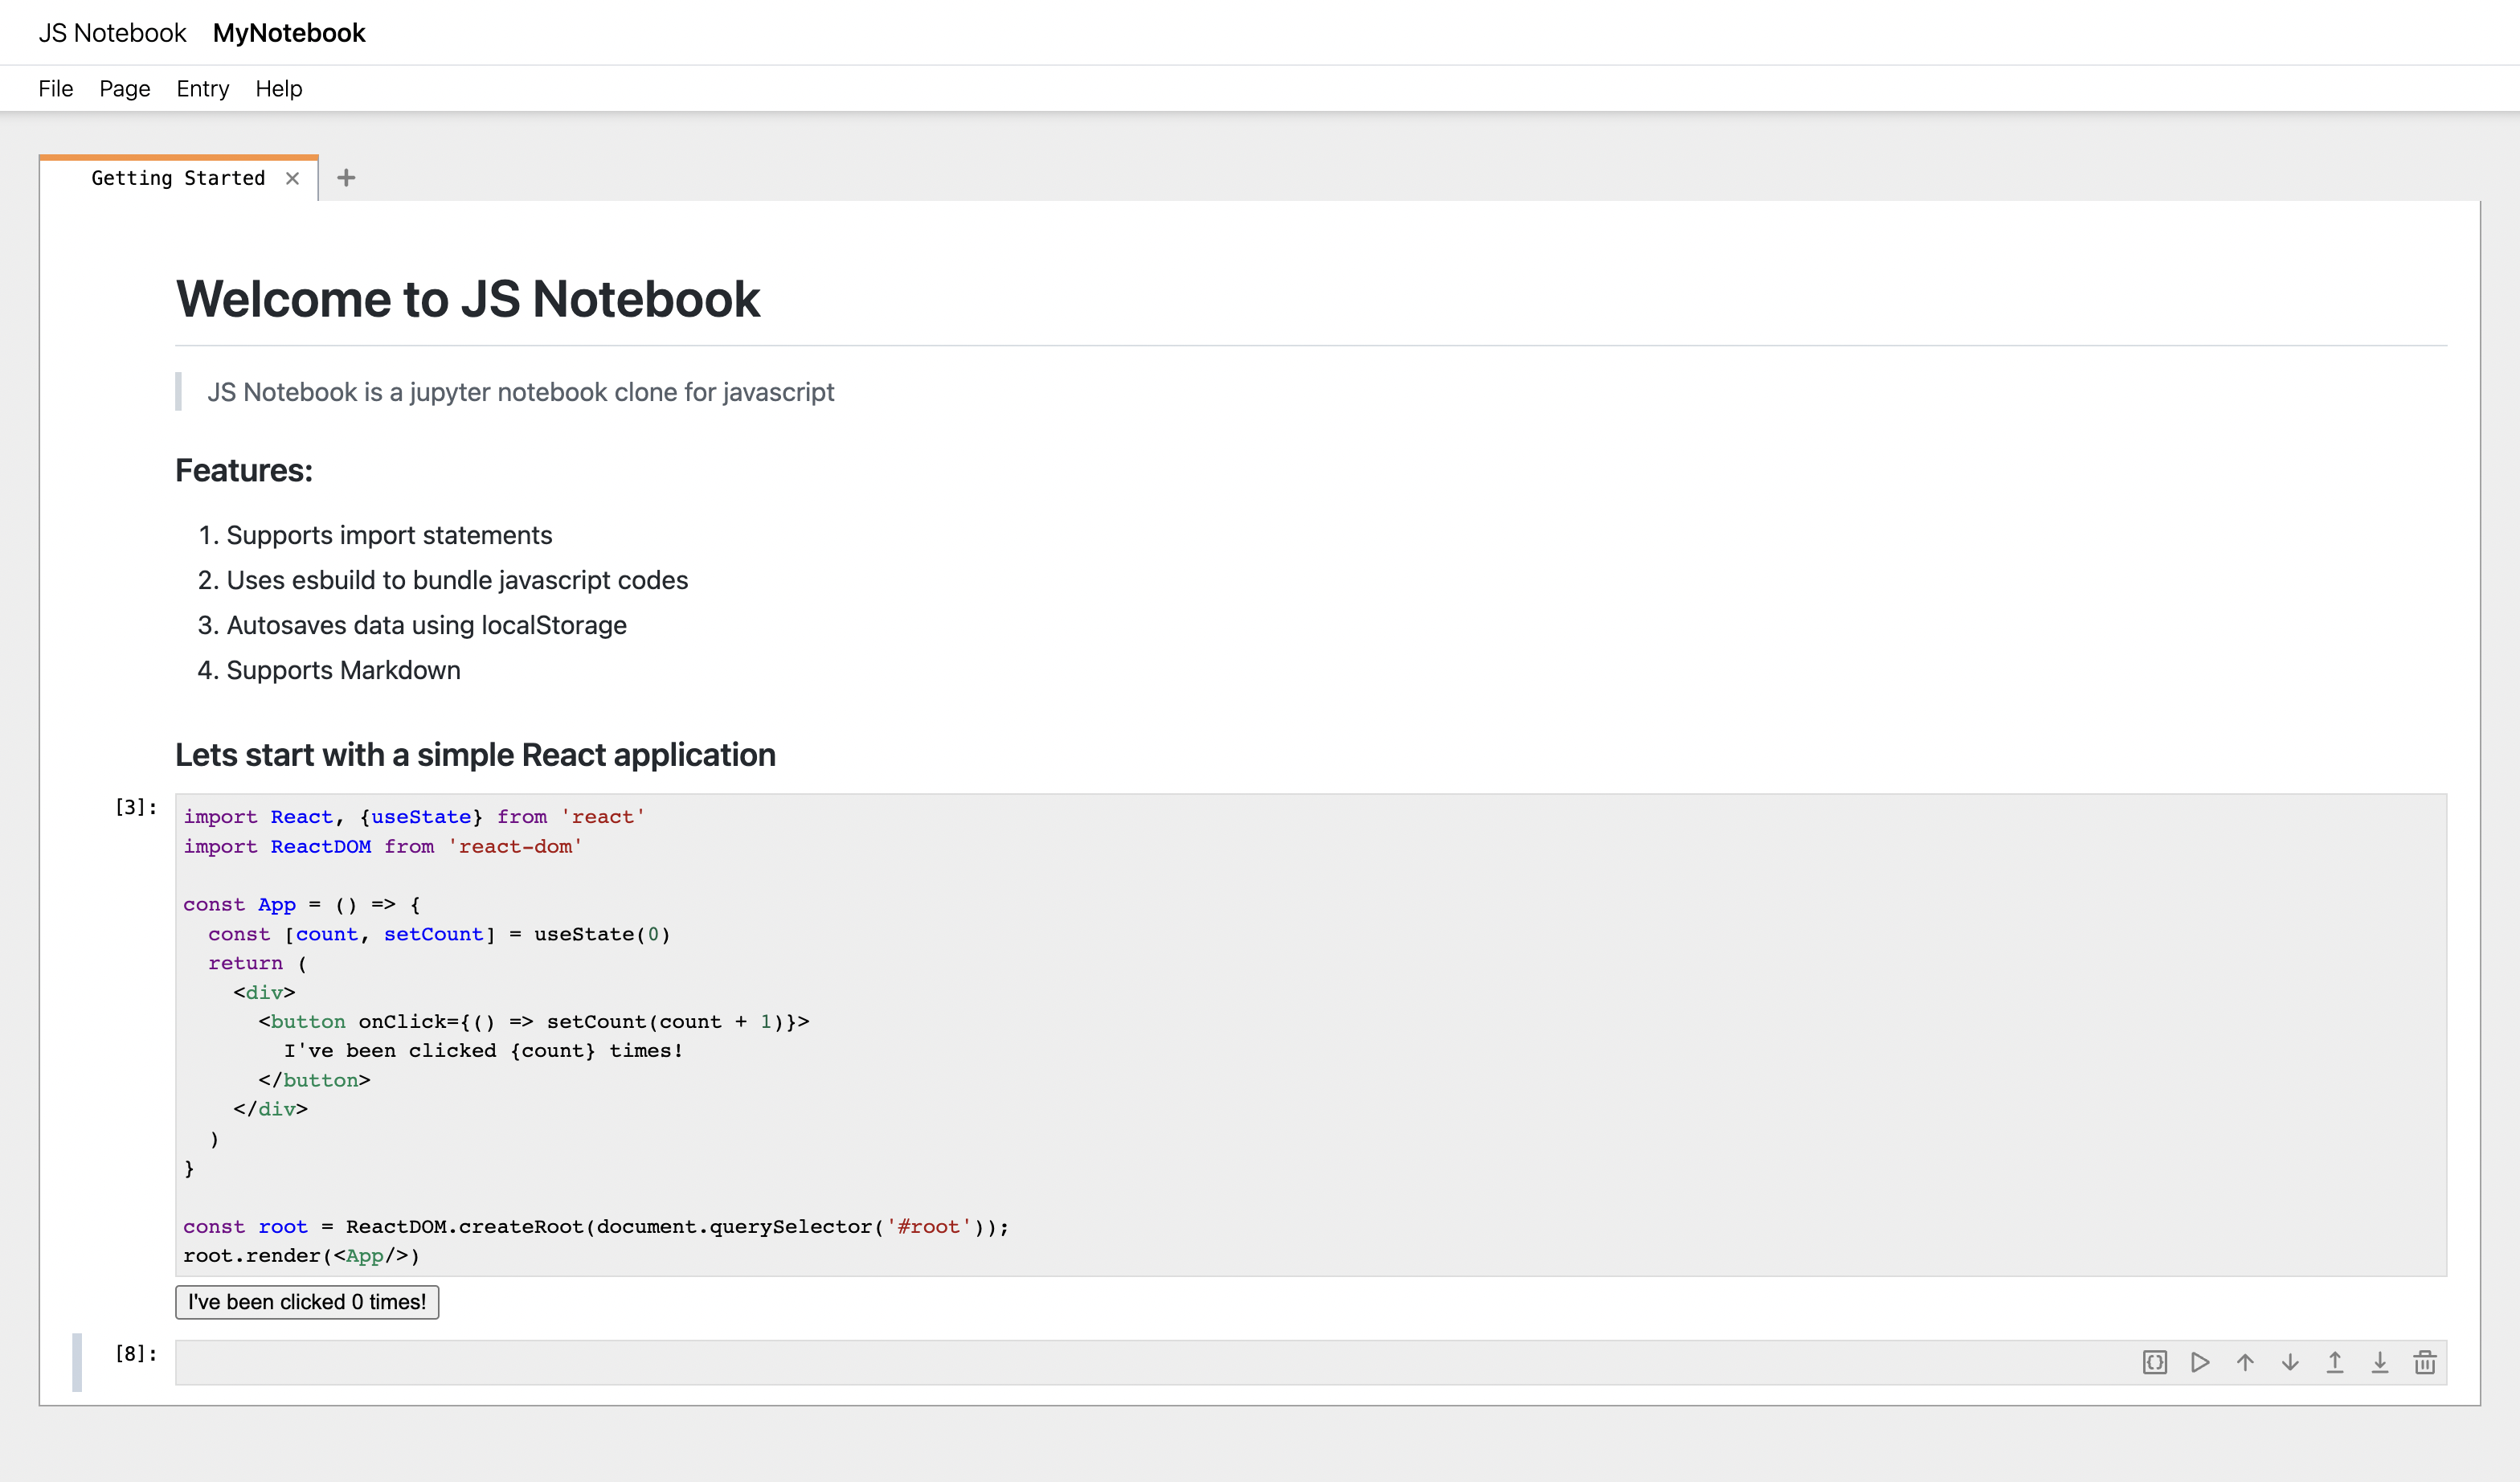 JS Notebook MyNotebook
File Page Entry Help
Getting Started
Welcome to JS Notebook
JS Notebook is a jupyter notebook clone for javascript
Features:
1. Supports import statements
2. Uses esbuild to bundle javascript codes
3. Autosaves data using localStorage
4. Supports Markdown
Lets start with a simple React application
[3]:
import React, {useState} from 'react'
import ReactDOM from 'react-dom'
const App = () => {
  const [count, setCount] = useState(0)
  return (
    <div>
      <button onClick={() => setCount(count + 1)}>
        I've been clicked {count} times!
      </button>
    </div>
  )
}
const root = ReactDOM.createRoot(document.querySelector('#root'));
root.render(<App/>)
I've been clicked 0 times!
[8]: